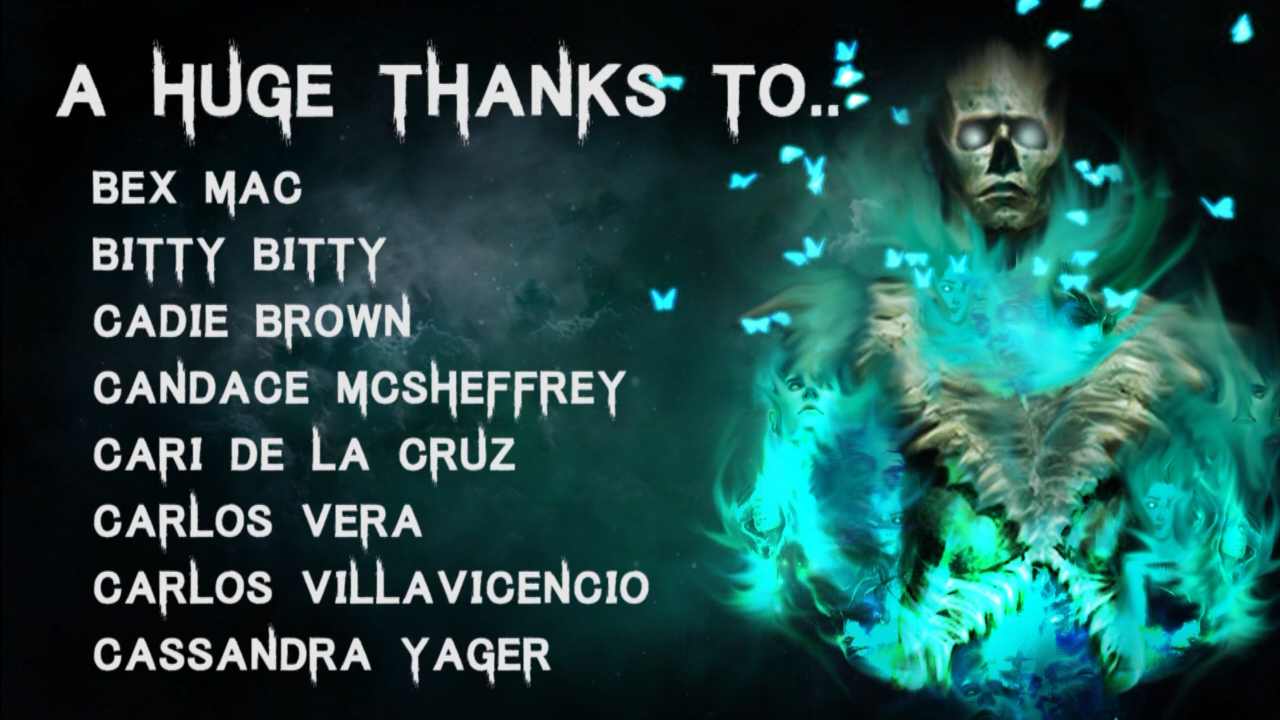 A HUGE THANKS TO..
BEX MAC
BITTY BITTY
CADIE BROWN
CANDACE MCSHEFFREY
CARI DE LA CRUZ
CARLOS VERA
CARLOS VILLAVICENCIO
CASSANDRA YAGER